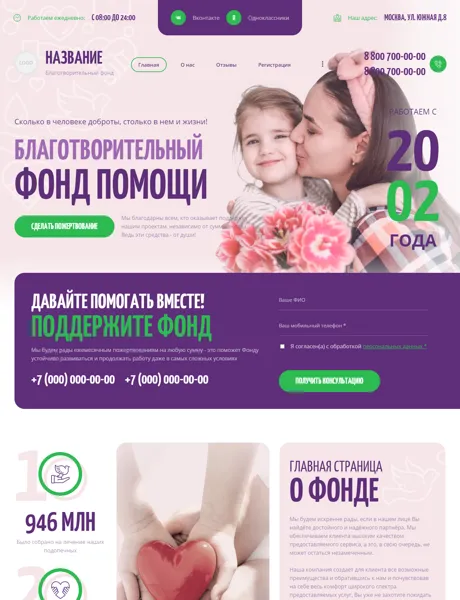 Работаем ежедневно: С 08:00 ДО 24:00
Вконтакте
Одноклассники
Наш адрес: МОСКВА, УЛ. ЮЖНАЯ Д.8
LOGO
НАЗВАНИЕ
Благотворительный фонд
Главная
О нас
Отзывы
Регистрация
8 800 700-00-00
8 800 700-00-00
Сколько в человеке доброты, столько в нем и жизни!
БЛАГОТВОРИТЕЛЬНЫЙ
ФОНД ПОМОЩИ
СДЕЛАТЬ ПОЖЕРТВОВАНИЕ
Мы благодарны всем, кто оказывает
нашим проектам, независимо от суммы
Ведь эти средства - от души!
РАБОТАЕМ С
20
02
ГОДА
ДАВАЙТЕ ПОМОГАТЬ ВМЕСТЕ!
ПОДДЕРЖИТЕ ФОНД
Мы будем рады ежемесячным пожертвованиям на любую сумму - это поможет Фонду
устойчиво развиваться и продолжать работу даже в самых сложных условиях
+7 (000) 000-00-00 +7 (000) 000-00-00
Ваше ФИО
Ваш мобильный телефон *
Я согласен(а) с обработкой персональных данных *
ПОЛУЧИТЬ КОНСУЛЬТАЦИЮ
1
946 МЛН
Было собрано на лечение наших
подопечных
2
ГЛАВНАЯ СТРАНИЦА
О ФОНДЕ
Мы будем искренне рады, если в нашем лице Вы
найдёте достойного и надёжного партнёра. Мы
обеспечиваем клиента высоким качеством
предоставляемого сервиса, а это, в свою очередь, не
может остаться незамеченным.
Наша компания создает для клиента все возможные
преимущества и обратившись к нам и почувствовав
на себе весь комфорт широкого спектра
предоставляемых услуг, Вы уже не захотите покидать